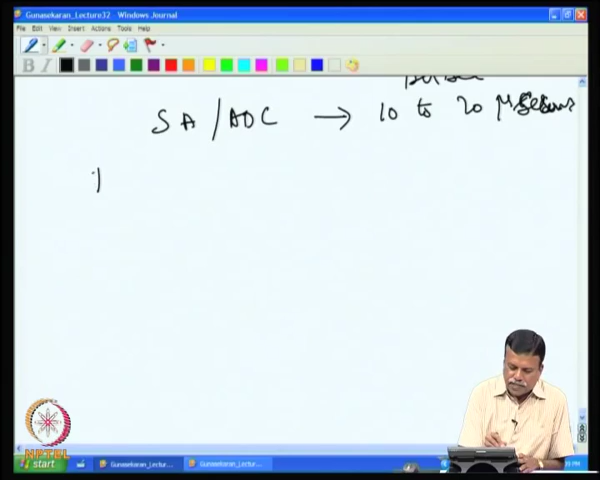 Gunasekaran_Lecture32 - Windows Journal
File Edit View Insert Actions Tools Help
B I
SA/ADC → 10 to 20
NPTEL
start Gunasekaran_Lectur... Gunasekaran_Lectur...